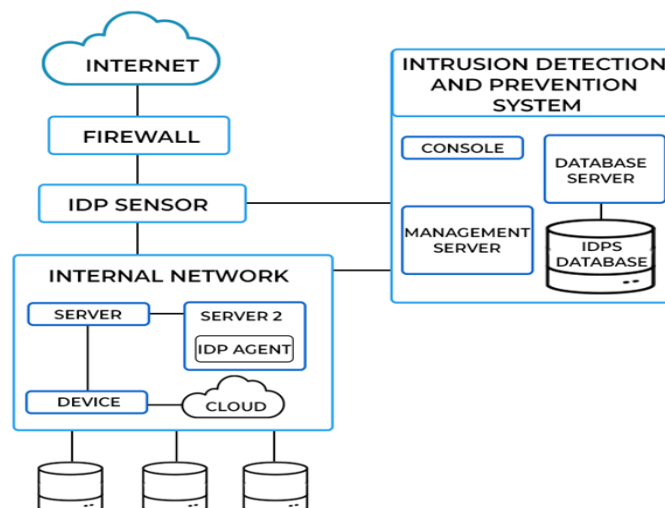 INTERNET
FIREWALL
IDP SENSOR
INTERNAL NETWORK
SERVER
SERVER 2
IDP AGENT
DEVICE
CLOUD
INTRUSION DETECTION
AND PREVENTION
SYSTEM
CONSOLE
DATABASE
SERVER
MANAGEMENT
SERVER
IDPS
DATABASE